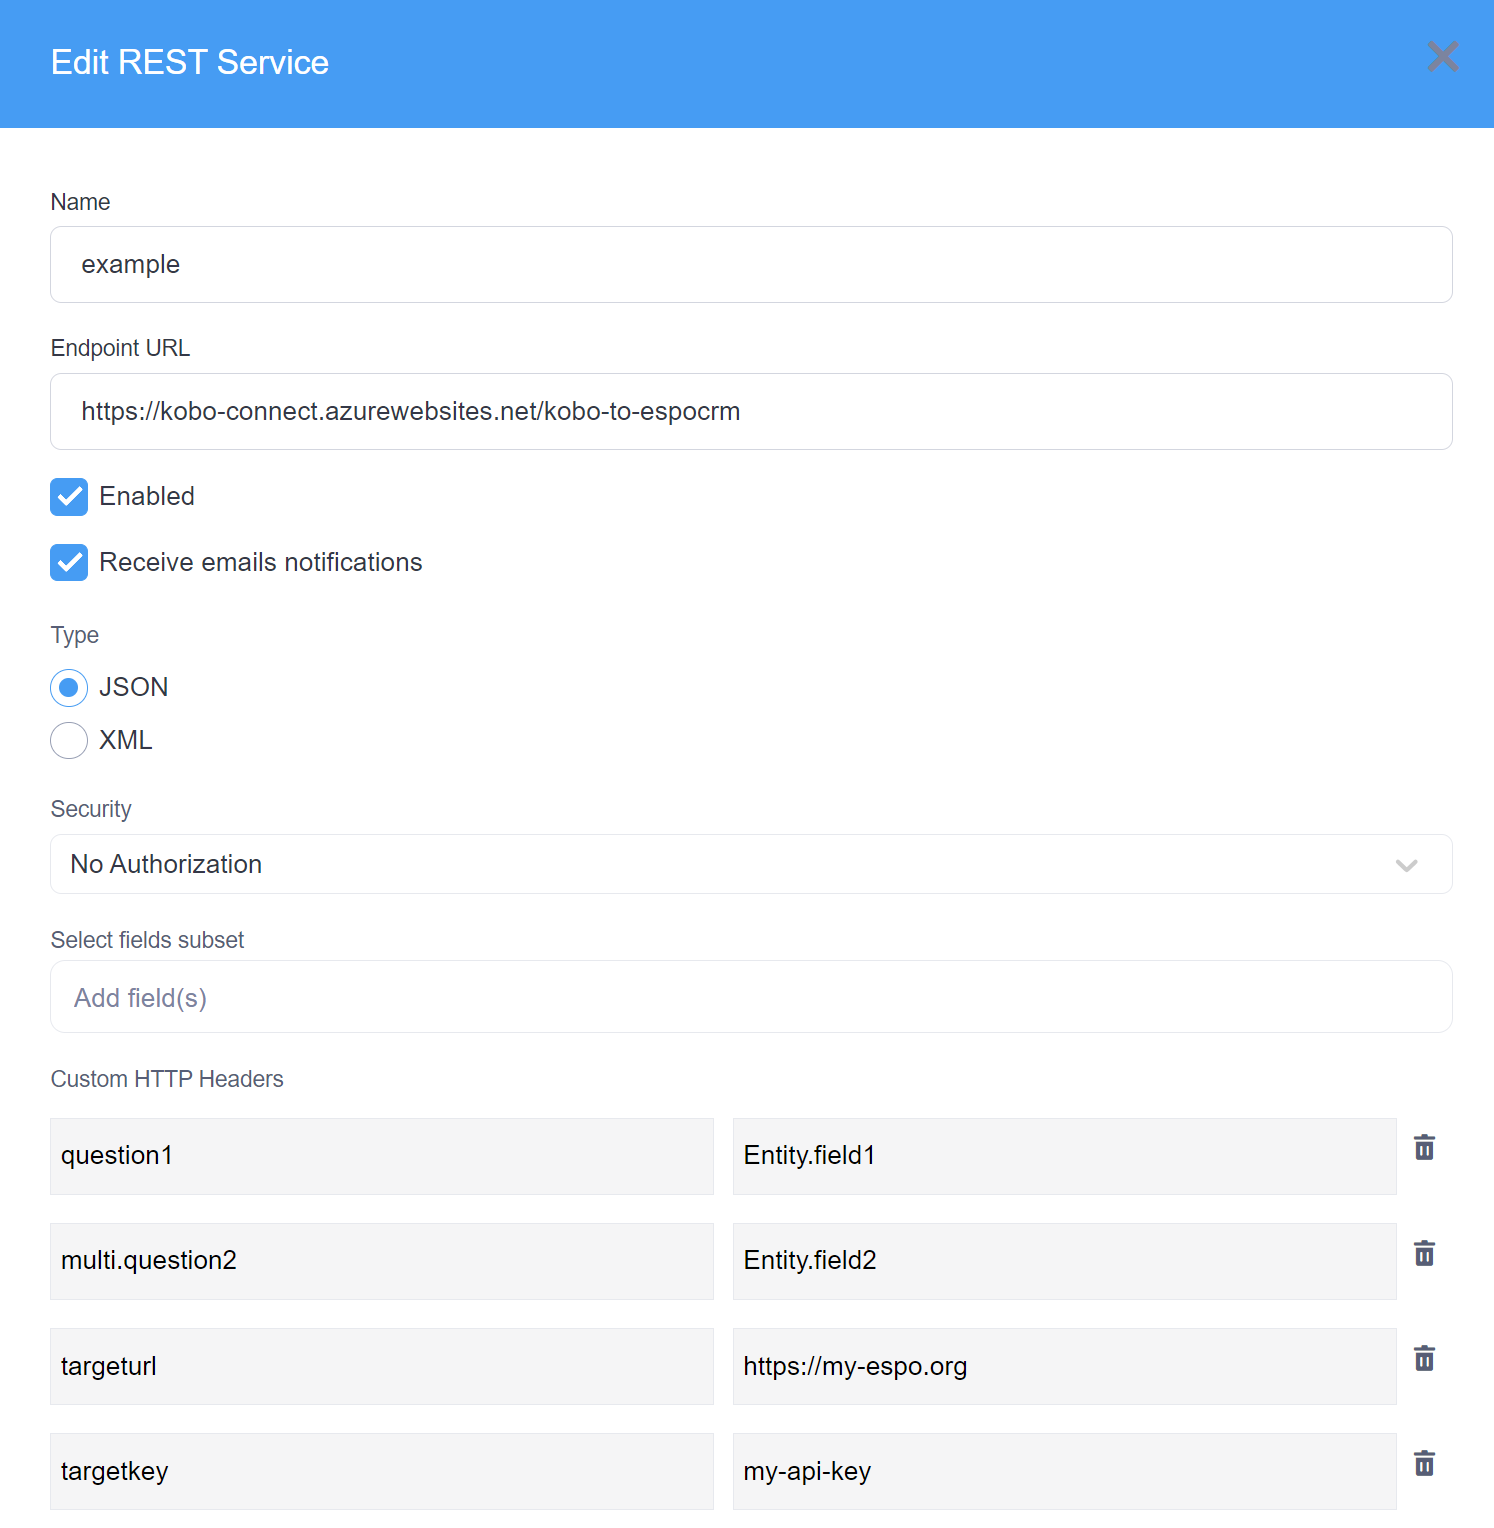 Edit REST Service
Name
example
Endpoint URL
https://kobo-connect.azurewebsites.net/kobo-to-espocrm
Enabled
Receive emails notifications
Type
JSON
XML
Security
No Authorization
Select fields subset
Add field(s)
Custom HTTP Headers
question1 Entity.field1
multi.question2 Entity.field2
targeturl https://my-espo.org
targetkey my-api-key